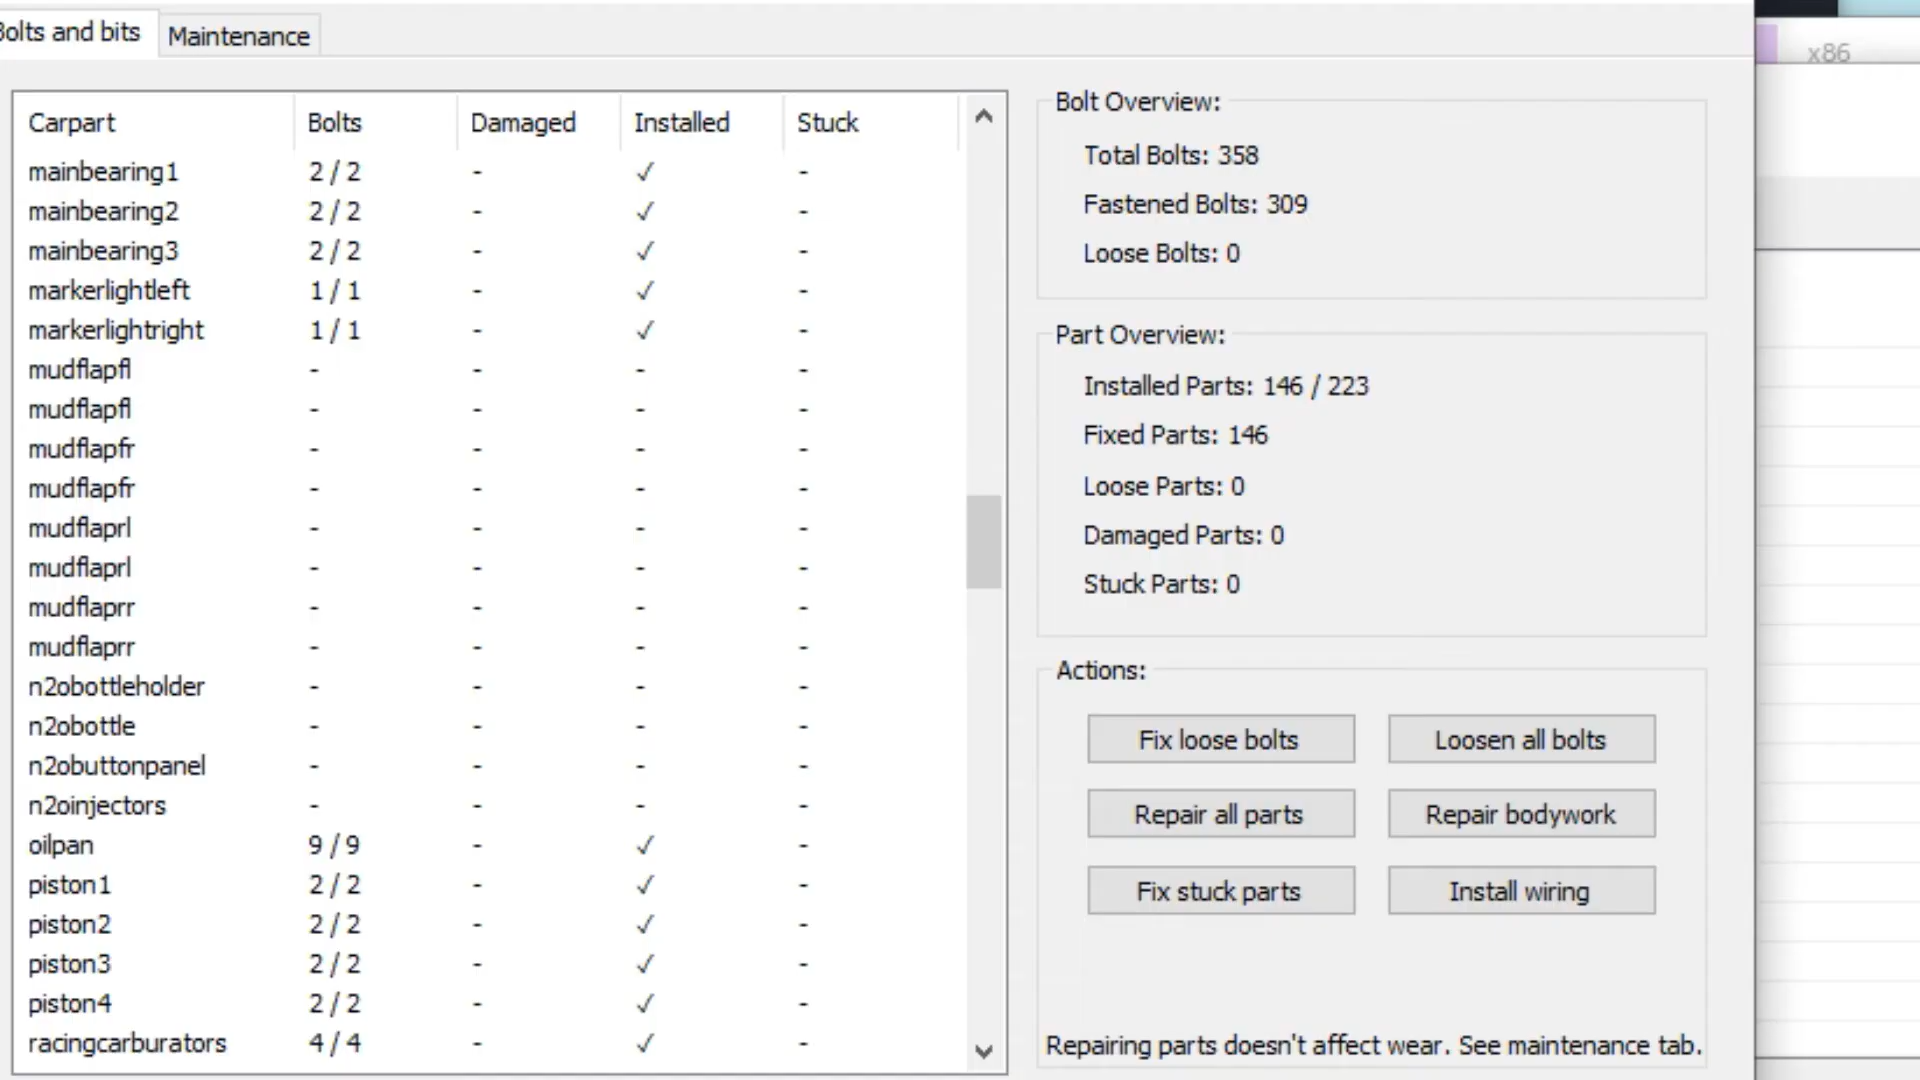 Bolts and bits Maintenance
x86
Carpart Bolts Damaged Installed Stuck
mainbearing1 2 / 2 - ✓ -
mainbearing2 2 / 2 - ✓ -
mainbearing3 2 / 2 - ✓ -
markerlightleft 1 / 1 - ✓ -
markerlightright 1 / 1 - ✓ -
mudflapfl - - - -
mudflapfl - - - -
mudflapfr - - - -
mudflapfr - - - -
mudflaprl - - - -
mudflaprl - - - -
mudflaprr - - - -
mudflaprr - - - -
n2obottleholder - - - -
n2obottle - - - -
n2obuttonpanel - - - -
n2oinjectors - - - -
oilpan 9 / 9 - ✓ -
piston1 2 / 2 - ✓ -
piston2 2 / 2 - ✓ -
piston3 2 / 2 - ✓ -
piston4 2 / 2 - ✓ -
racingcarburators 4 / 4 - ✓ -
Bolt Overview:
Total Bolts: 358
Fastened Bolts: 309
Loose Bolts: 0
Part Overview:
Installed Parts: 146 / 223
Fixed Parts: 146
Loose Parts: 0
Damaged Parts: 0
Stuck Parts: 0
Actions:
Fix loose bolts Loosen all bolts
Repair all parts Repair bodywork
Fix stuck parts Install wiring
Repairing parts doesn't affect wear. See maintenance tab.